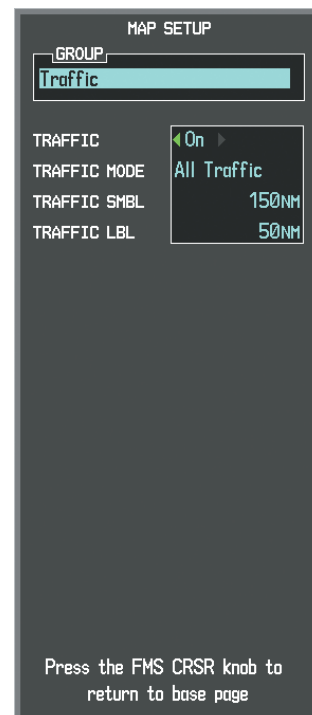 MAP SETUP
GROUP
Traffic
TRAFFIC On
TRAFFIC MODE All Traffic
TRAFFIC SMBL 150NM
TRAFFIC LBL 50NM
Press the FMS CRSR knob to
return to base page